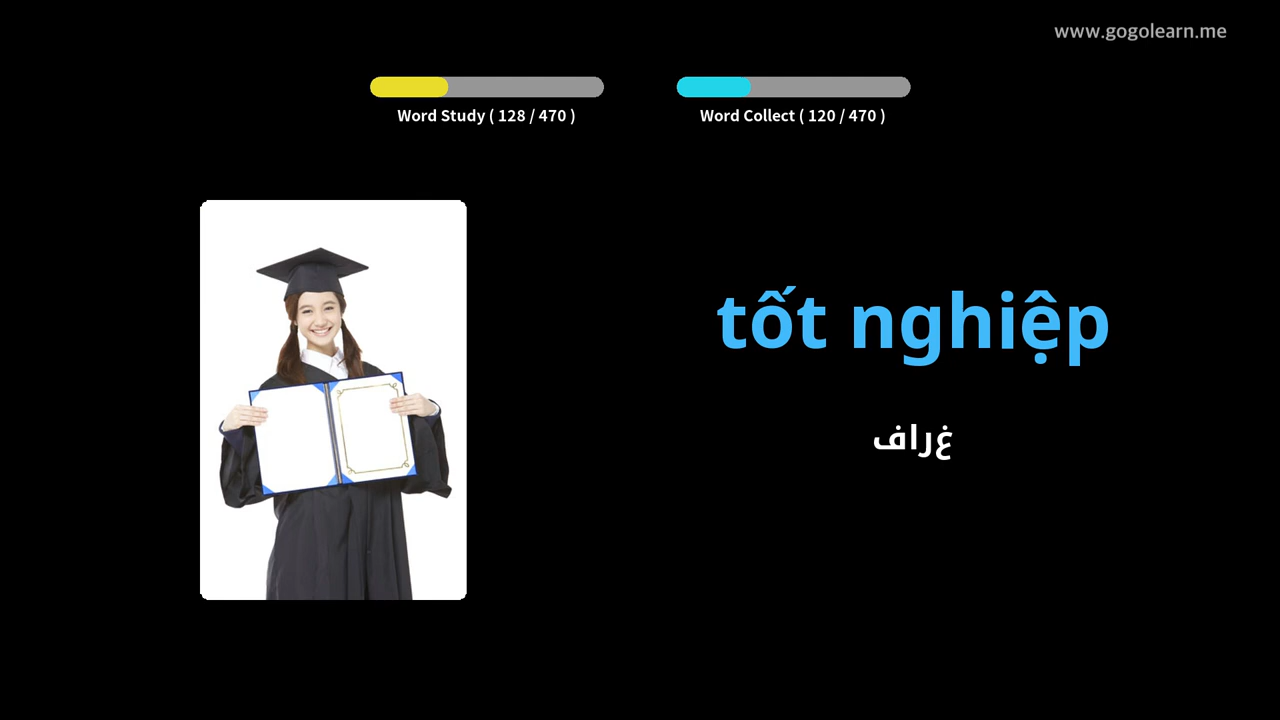 www.gogolearn.me
Word Study ( 128 / 470 )
Word Collect ( 120 / 470 )
tốt nghiệp
غراف